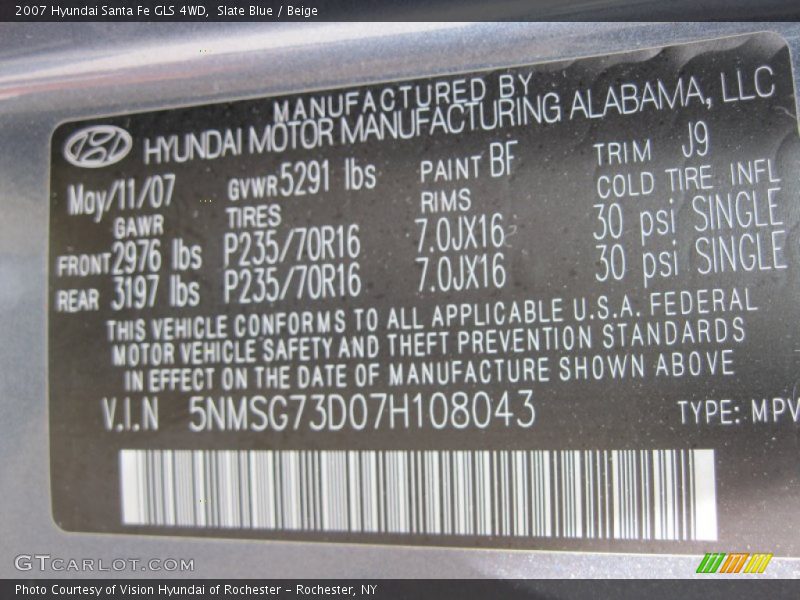 2007 Hyundai Santa Fe GLS 4WD, Slate Blue / Beige
MANUFACTURED BY
HYUNDAI MOTOR MANUFACTURING ALABAMA, LLC
May/11/07 GVWR 5291 lbs PAINT BF TRIM J9
GAWR TIRES RIMS COLD TIRE INFL
FRONT 2976 lbs P235/70R16 7.0JX16 30 psi SINGLE
REAR 3197 lbs P235/70R16 7.0JX16 30 psi SINGLE
THIS VEHICLE CONFORMS TO ALL APPLICABLE U.S.A. FEDERAL
MOTOR VEHICLE SAFETY AND THEFT PREVENTION STANDARDS
IN EFFECT ON THE DATE OF MANUFACTURE SHOWN ABOVE
V.I.N 5NMSG73D07H108043 TYPE: MPV
GTCARLOT.COM
Photo Courtesy of Vision Hyundai of Rochester - Rochester, NY